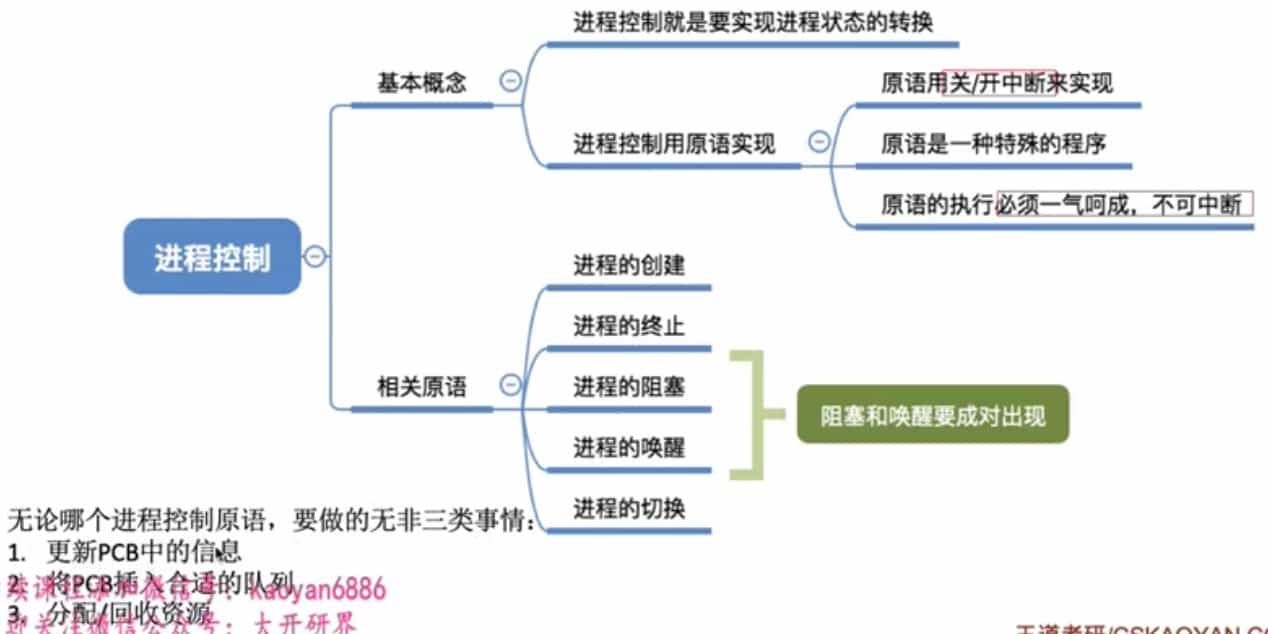 进程控制
基本概念
进程控制就是要实现进程状态的转换
进程控制用原语实现
原语用关/开中断来实现
原语是一种特殊的程序
原语的执行必须一气呵成，不可中断
相关原语
进程的创建
进程的终止
进程的阻塞
进程的唤醒
进程的切换
阻塞和唤醒要成对出现
无论哪个进程控制原语，要做的无非三类事情：
1. 更新PCB中的信息
2. 将PCB插入合适的队列
3. 分配/回收资源
微信号：kaoyan6886
关注微信公众号：大开研界
王道考研/CSKAOYAN.CO